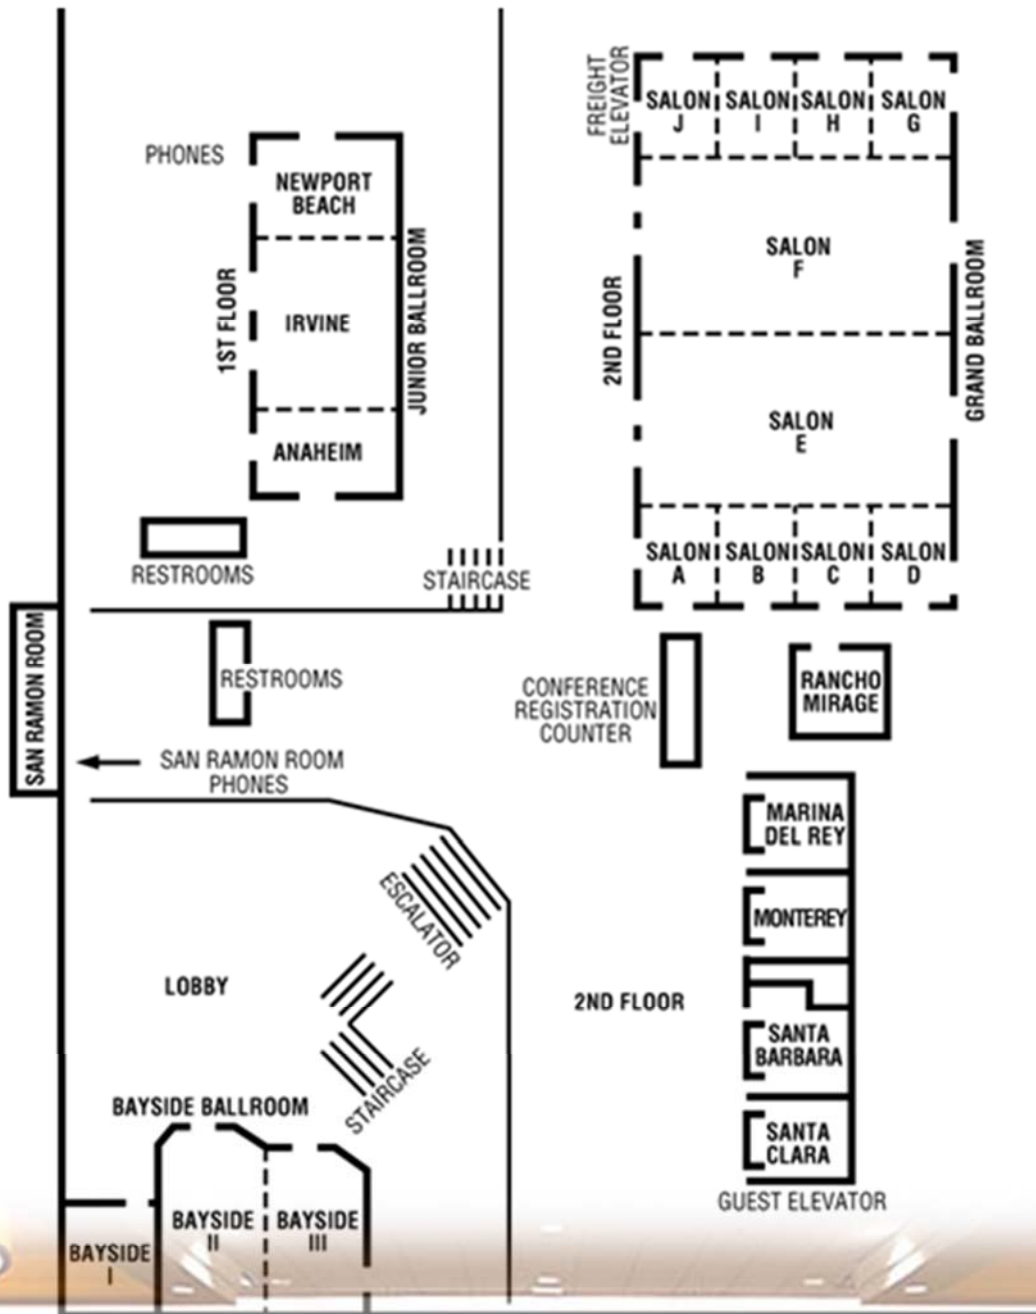 FREIGHT
ELEVATOR
SALON
J
SALON
I
SALON
H
SALON
G
PHONES
NEWPORT
BEACH
SALON
F
1ST FLOOR
IRVINE
JUNIOR BALLROOM
2ND FLOOR
GRAND BALLROOM
SALON
E
ANAHEIM
RESTROOMS
STAIRCASE
SALON
A
SALON
B
SALON
C
SALON
D
SAN RAMON ROOM
RESTROOMS
CONFERENCE
REGISTRATION
COUNTER
RANCHO
MIRAGE
SAN RAMON ROOM
PHONES
MARINA
DEL REY
ESCALATOR
MONTEREY
LOBBY
2ND FLOOR
SANTA
BARBARA
STAIRCASE
BAYSIDE BALLROOM
SANTA
CLARA
GUEST ELEVATOR
BAYSIDE
II
BAYSIDE
III
BAYSIDE
I